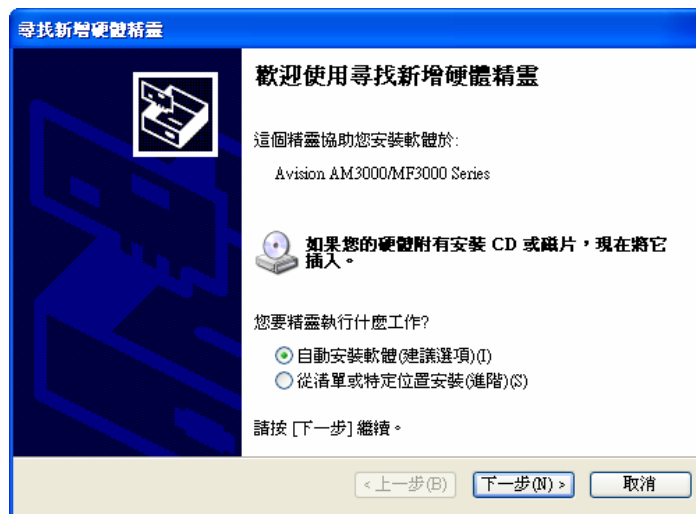 尋找新增硬體精靈
歡迎使用尋找新增硬體精靈
這個精靈協助您安裝軟體於:
Avision AM3000/MF3000 Series
如果您的硬體附有安裝 CD 或磁片，現在將它
插入。
您要精靈執行什麼工作?
自動安裝軟體(建議選項)(I)
從清單或特定位置安裝(進階)(S)
請按 [下一步] 繼續。
< 上一步(B)
下一步(N) >
取消